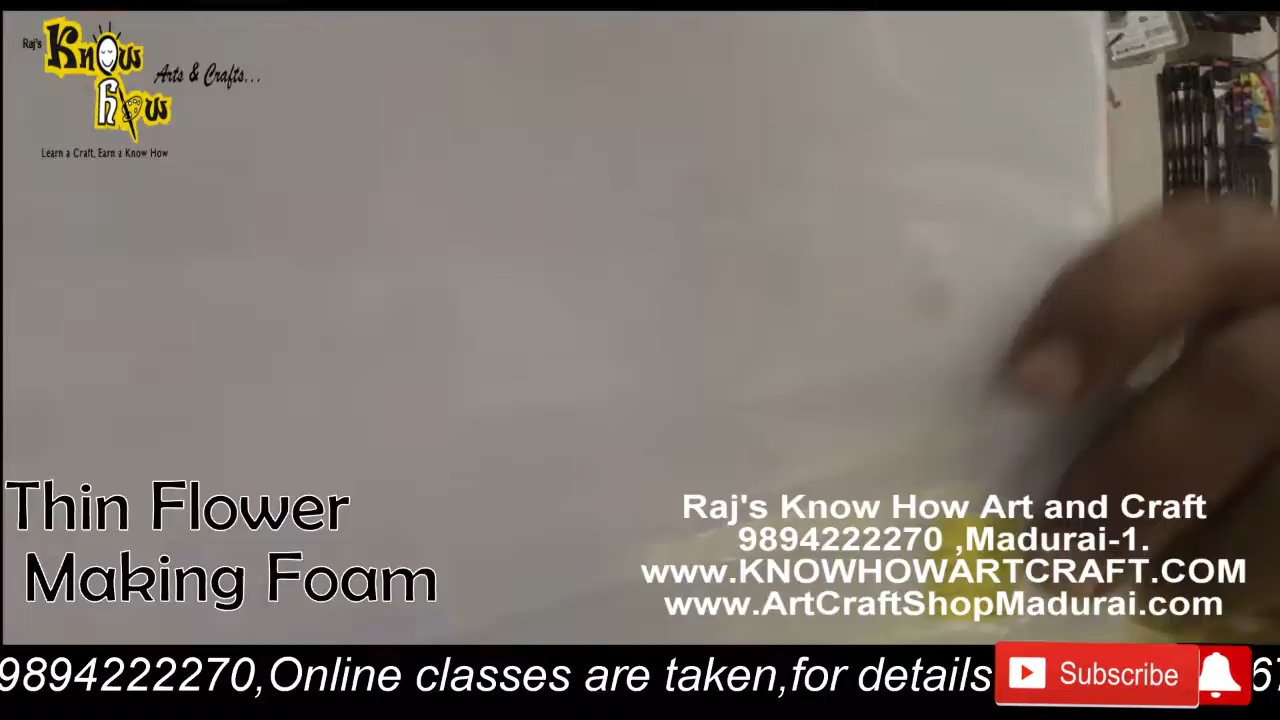 Raj's
Know
How
Arts & Crafts...
Learn a Craft, Earn a Know How
Thin Flower
Making Foam
Raj's Know How Art and Craft
9894222270 ,Madurai-1.
www.KNOWHOWARTCRAFT.COM
www.ArtCraftShopMadurai.com
9894222270,Online classes are taken,for details
Subscribe